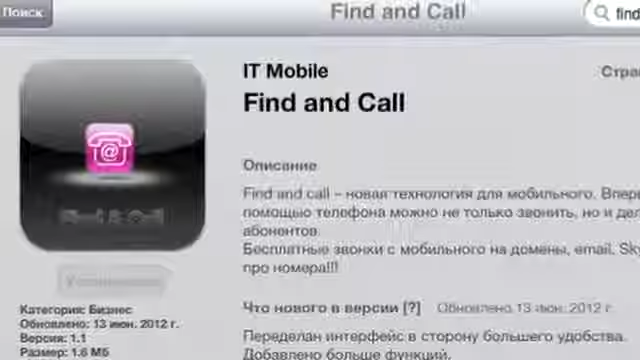 Поиск
Find and Call
find
IT Mobile
Стра
Find and Call
Описание
Find and call – новая технология для мобильного. Впер
помощью телефона можно не только звонить, но и де
абонентов.
Бесплатные звонки с мобильного на домены, email, Sky
про номера!!!
Что нового в версии [?] Обновлено 13 июн. 2012 г.
Переделан интерфейс в сторону большего удобства.
Добавлено больше функций.
Категория: Бизнес
Обновлено: 13 июн. 2012 г.
Версия: 1.1
Размер: 1.6 МБ